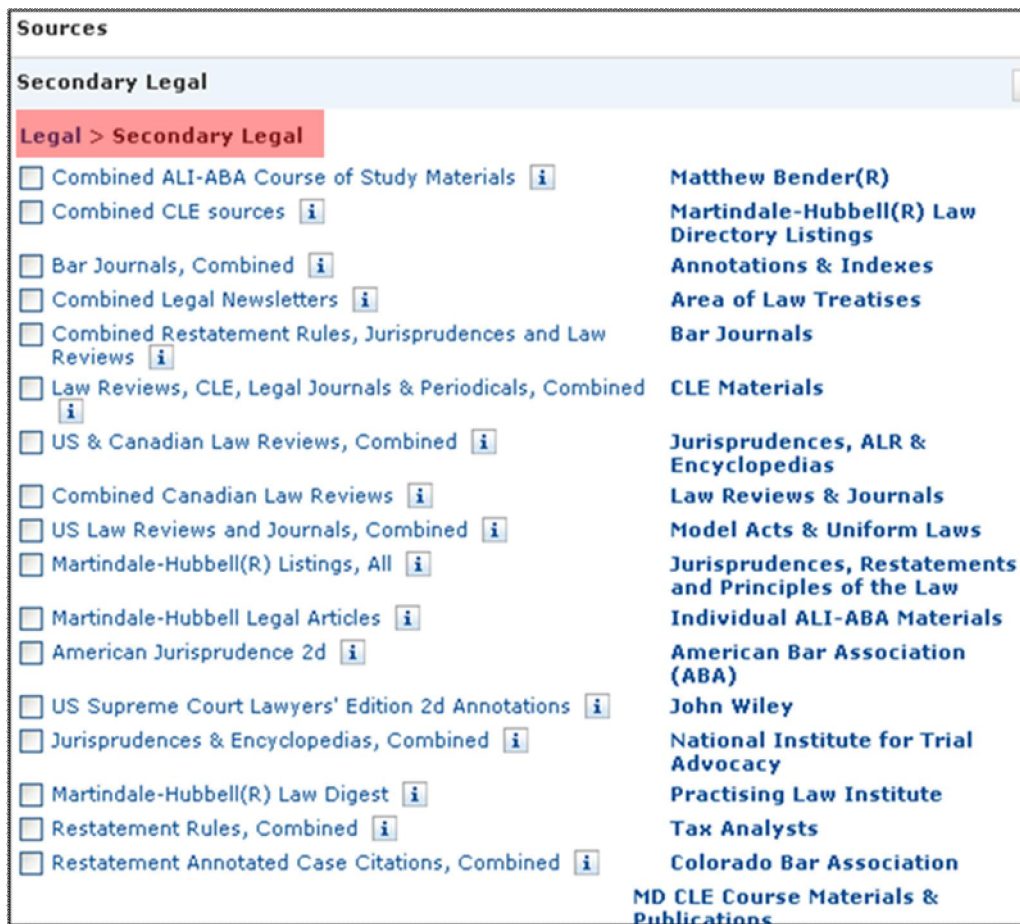 Sources
Secondary Legal
Legal > Secondary Legal
Combined ALI-ABA Course of Study Materials i
Matthew Bender(R)
Combined CLE sources i
Martindale-Hubbell(R) Law
Directory Listings
Bar Journals, Combined i
Annotations & Indexes
Combined Legal Newsletters i
Area of Law Treatises
Combined Restatement Rules, Jurisprudences and Law
Reviews i
Bar Journals
Law Reviews, CLE, Legal Journals & Periodicals, Combined
i
CLE Materials
US & Canadian Law Reviews, Combined i
Jurisprudences, ALR &
Encyclopedias
Combined Canadian Law Reviews i
Law Reviews & Journals
US Law Reviews and Journals, Combined i
Model Acts & Uniform Laws
Martindale-Hubbell(R) Listings, All i
Jurisprudences, Restatements
and Principles of the Law
Martindale-Hubbell Legal Articles i
Individual ALI-ABA Materials
American Jurisprudence 2d i
American Bar Association
(ABA)
US Supreme Court Lawyers' Edition 2d Annotations i
John Wiley
Jurisprudences & Encyclopedias, Combined i
National Institute for Trial
Advocacy
Martindale-Hubbell(R) Law Digest i
Practising Law Institute
Restatement Rules, Combined i
Tax Analysts
Restatement Annotated Case Citations, Combined i
Colorado Bar Association
MD CLE Course Materials &
Publications